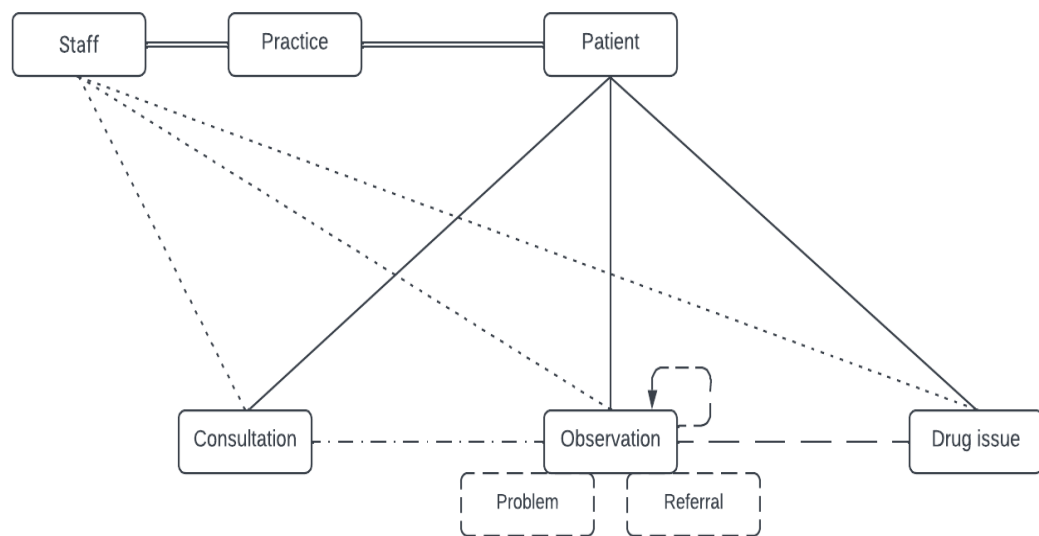 Staff
Practice
Patient
Consultation
Observation
Drug issue
Problem
Referral